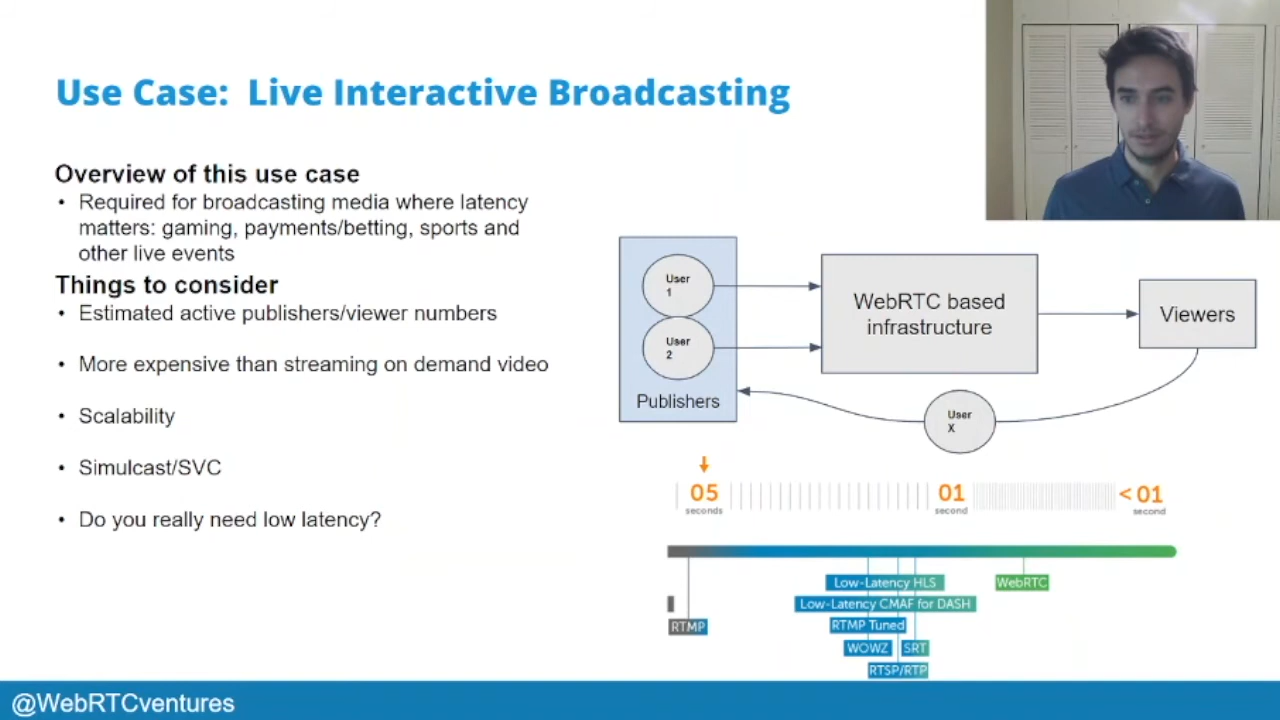 Use Case:  Live Interactive Broadcasting
Overview of this use case
• Required for broadcasting media where latency
matters: gaming, payments/betting, sports and
other live events
Things to consider
• Estimated active publishers/viewer numbers
• More expensive than streaming on demand video
• Scalability
• Simulcast/SVC
• Do you really need low latency?
User
1
User
2
Publishers
WebRTC based
infrastructure
Viewers
User
X
05
seconds
01
second
< 01
second
Low-Latency HLS
WebRTC
Low-Latency CMAF for DASH
RTMP
RTMP Tuned
WOWZ
SRT
RTSP/RTP
@WebRTCventures